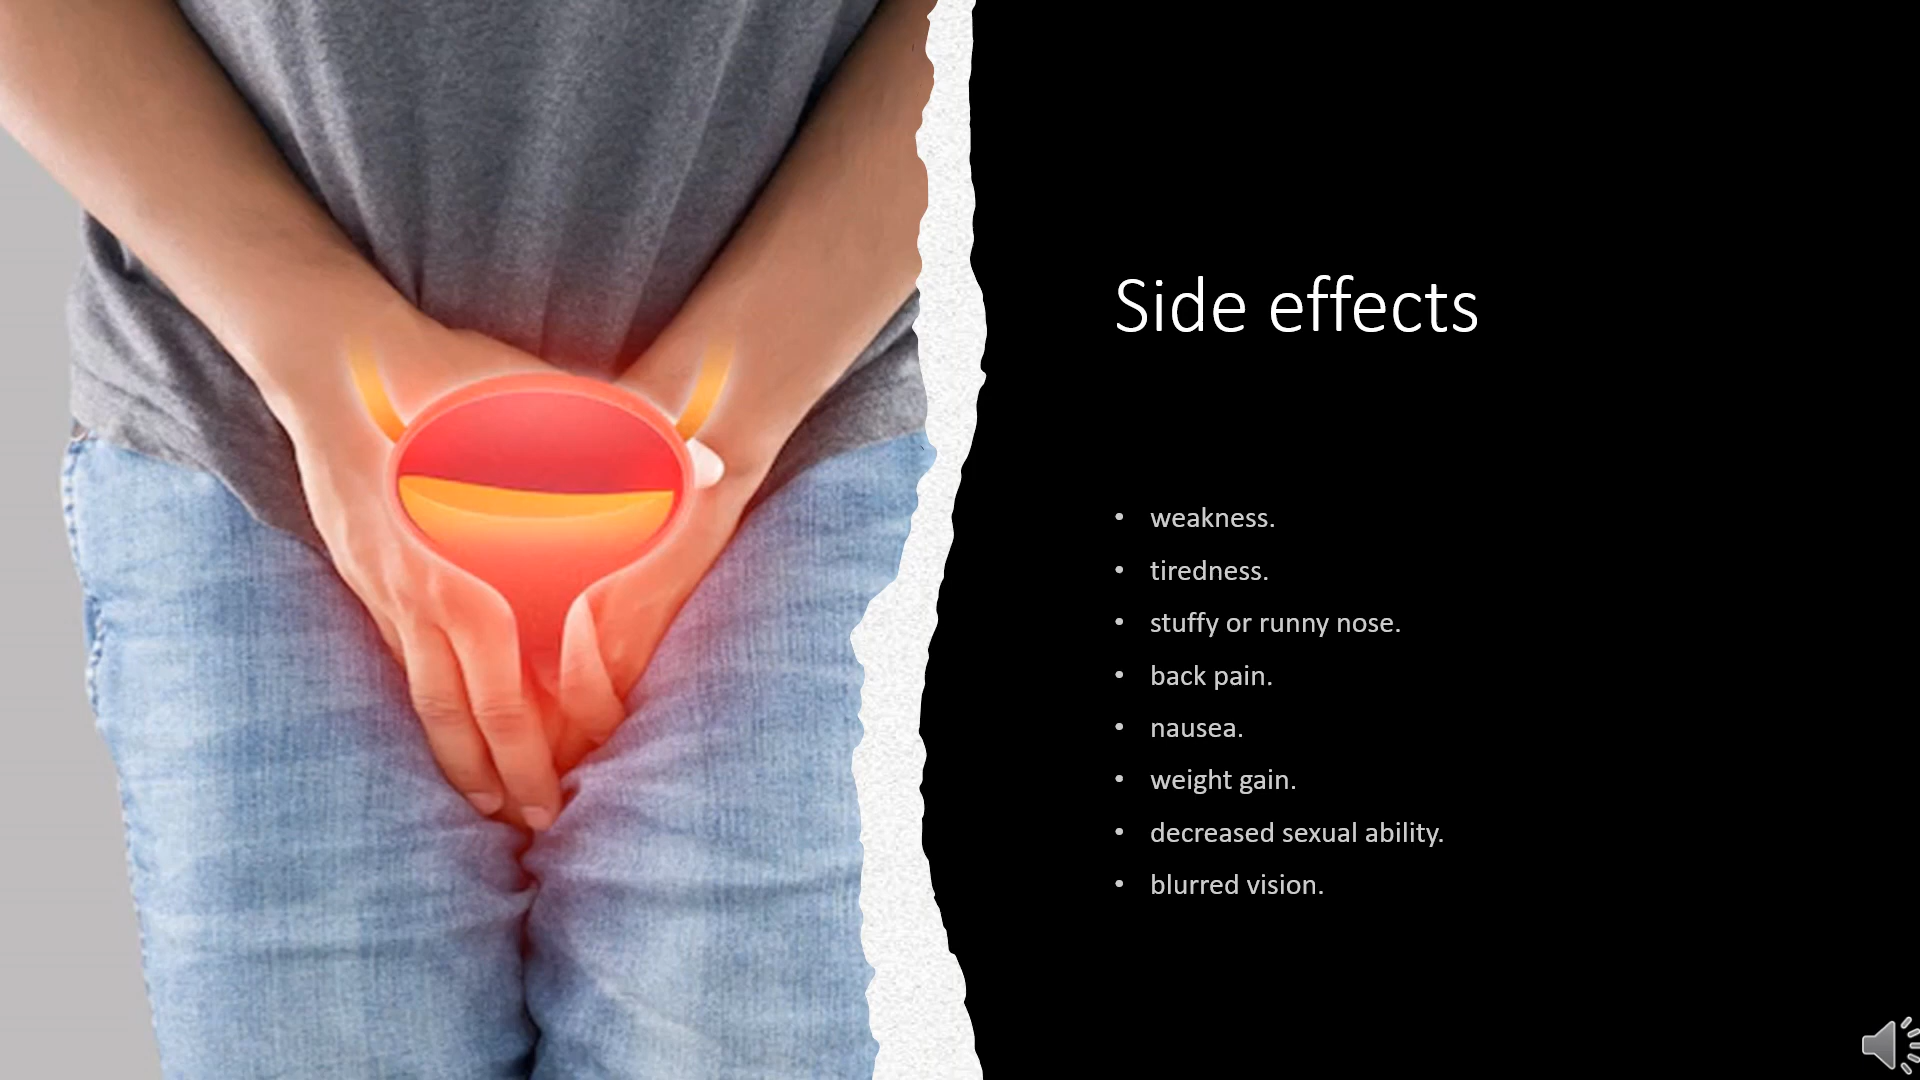 Side effects
• weakness.
• tiredness.
• stuffy or runny nose.
• back pain.
• nausea.
• weight gain.
• decreased sexual ability.
• blurred vision.